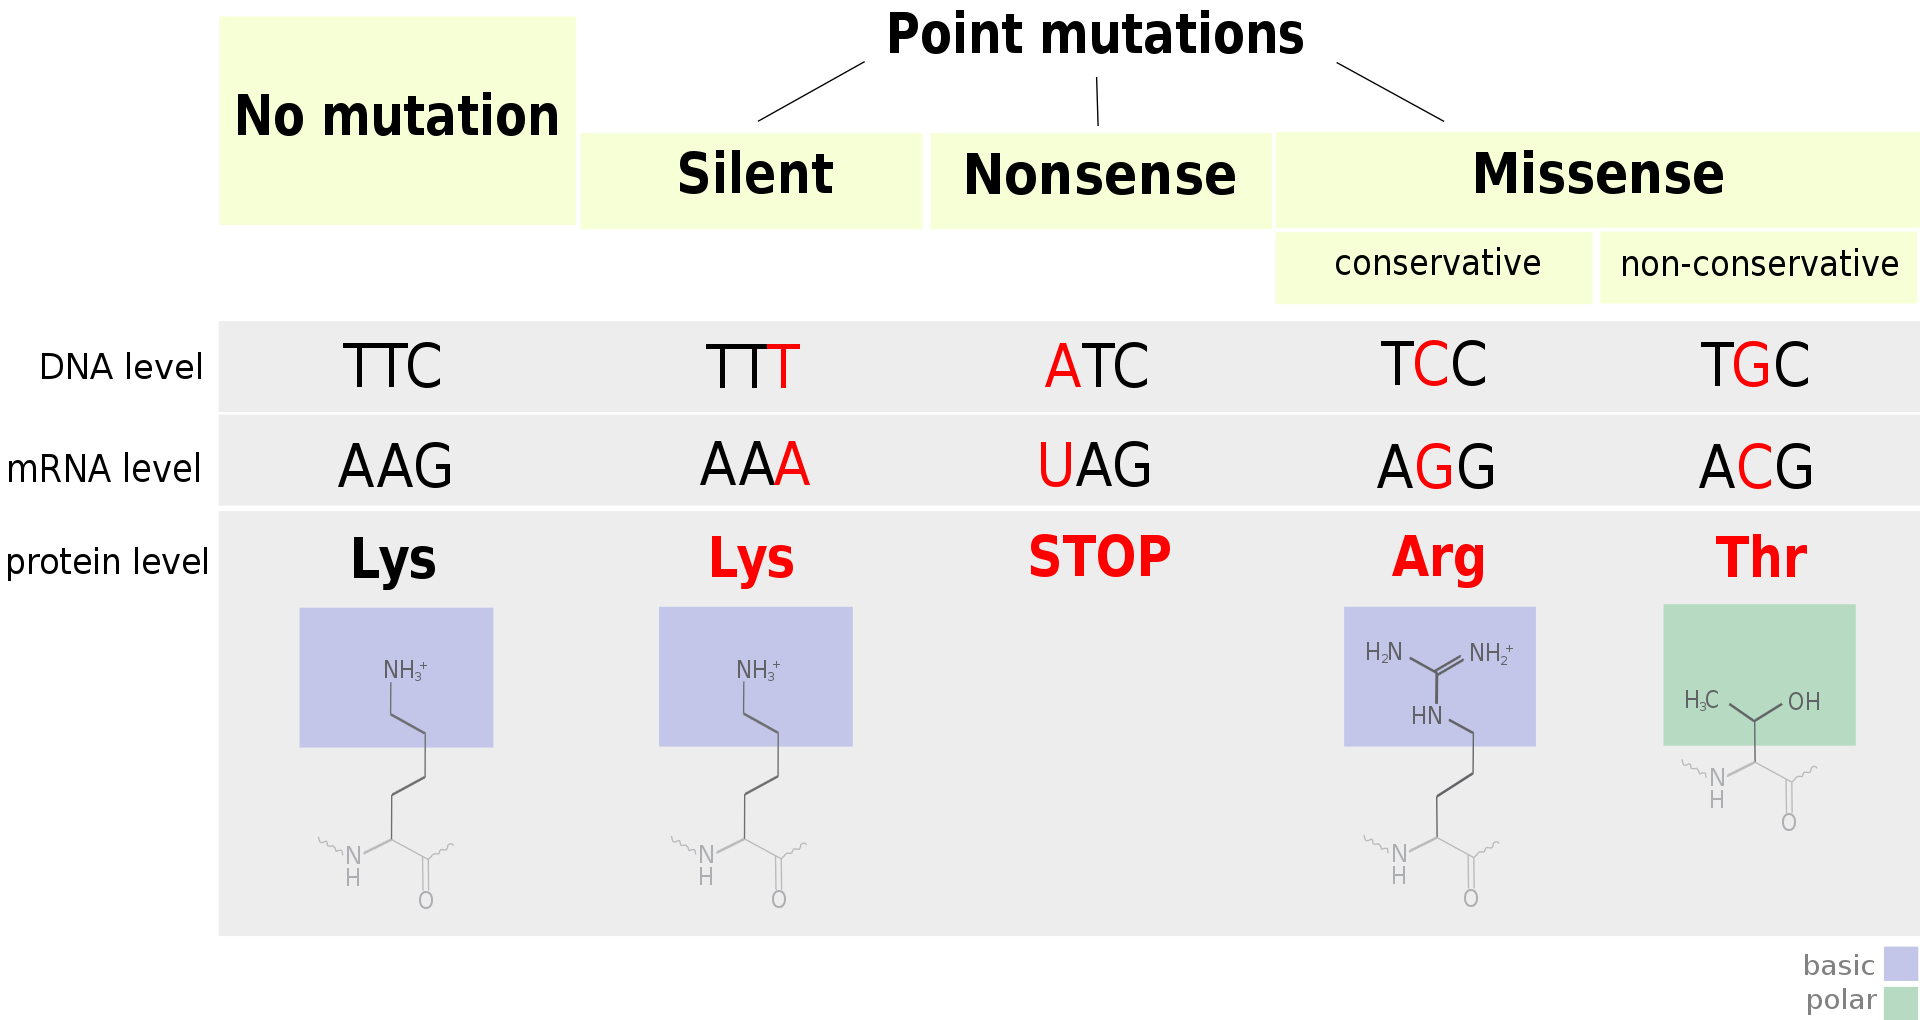 Point mutations
No mutation
Silent Nonsense Missense
conservative non-conservative
DNA level TTC TTT ATC TCC TGC
mRNA level AAG AAA UAG AGG ACG
protein level Lys Lys STOP Arg Thr
NH3+ NH3+ H2N NH2+
HN H3C OH
N H O
N H O
N H O
N H O
basic
polar